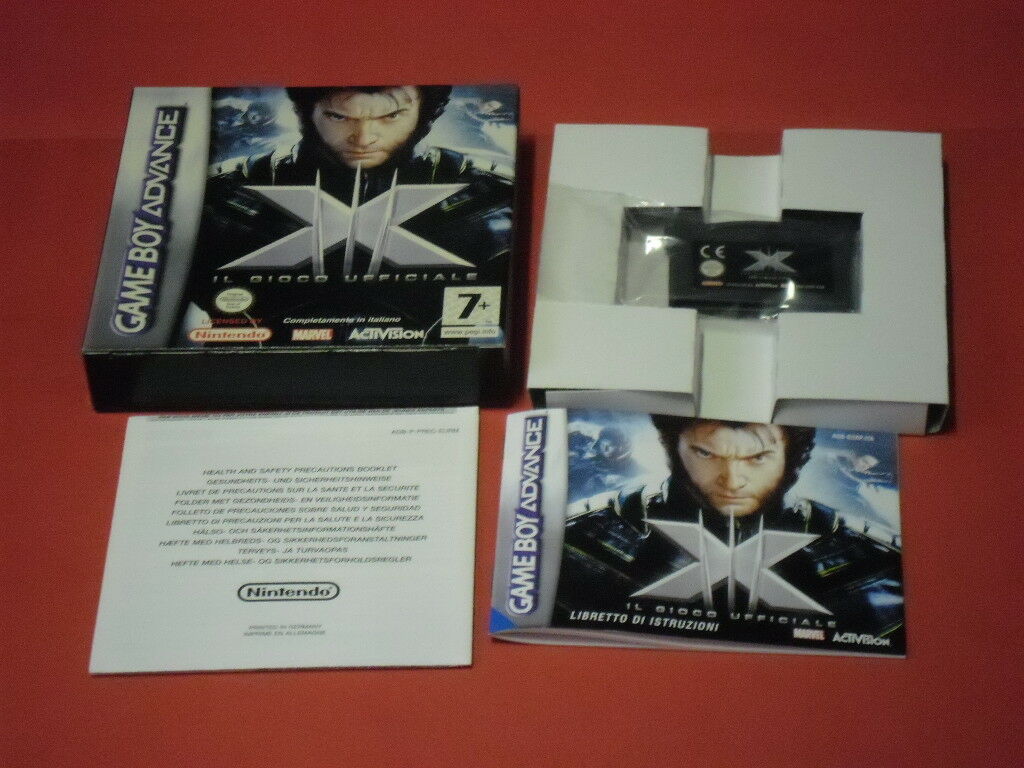 GAME BOY ADVANCE
IL GIOCO UFFICIALE
LICENSED BY
Nintendo
Completamente in italiano
MARVEL
ACTIVISION
7+
www.pegi.info
CE
HEALTH AND SAFETY PRECAUTIONS BOOKLET
GESUNDHEITS- UND SICHERHEITSHINWEISE
LIVRET DE PRECAUTIONS SUR LA SANTE ET LA SECURITE
FOLDER MET GEZONDHEIDS- EN VEILIGHEIDSINFORMATIE
FOLLETO DE PRECAUCIONES SOBRE SALUD Y SEGURIDAD
LIBRETTO DI PRECAUZIONI PER LA SALUTE E LA SICUREZZA
HÄLSO- OCH SÄKERHETSINFORMATIONSHÄFTE
HÆFTE MED HELBREDS- OG SIKKERHEDSFORANSTALTNINGER
TERVEYS- JA TURVAOPAS
HEFTE MED HELSE- OG SIKKERHETSFORHOLDSREGLER
Nintendo
PRINTED IN GERMANY
IMPRIME EN ALLEMAGNE
GAME BOY ADVANCE
IL GIOCO UFFICIALE
LIBRETTO DI ISTRUZIONI
MARVEL
ACTIVISION